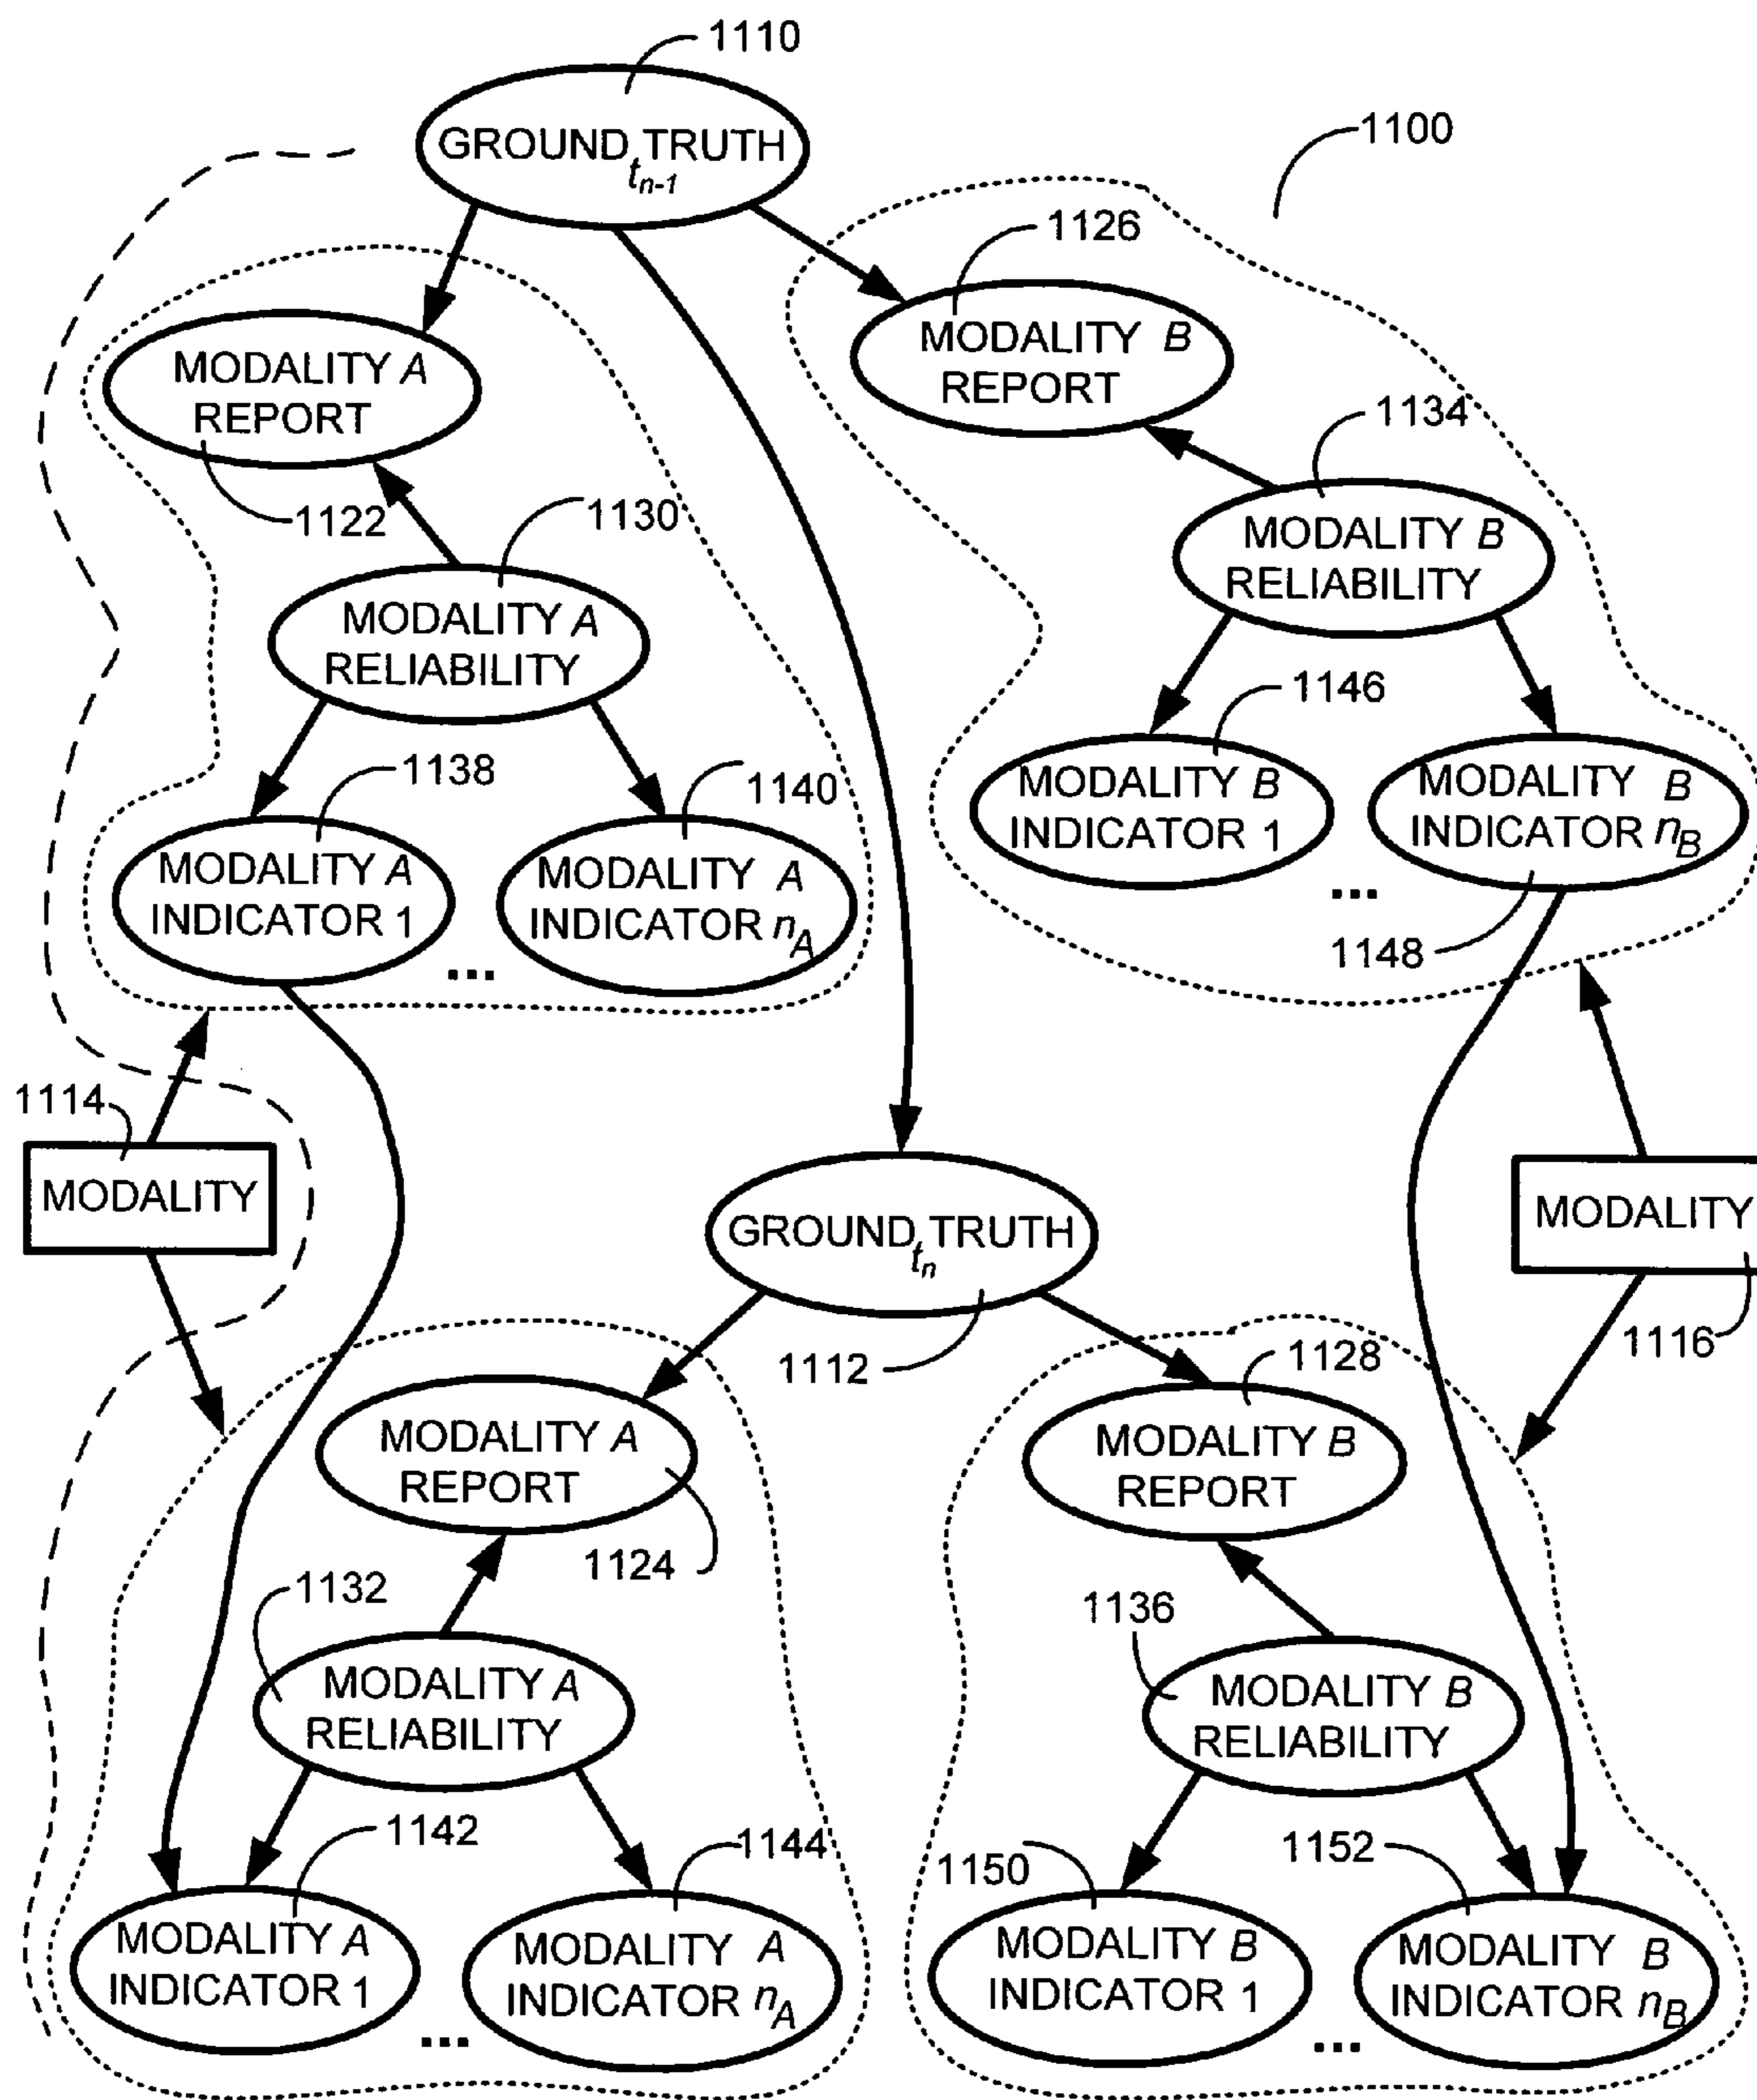 1110
GROUND TRUTH
tn-1
1100
1126
MODALITY B
REPORT
MODALITY A
REPORT
1134
1122
1130
MODALITY B
RELIABILITY
MODALITY A
RELIABILITY
1146
1138
1140
MODALITY B
INDICATOR 1
MODALITY B
INDICATOR nB
MODALITY A
INDICATOR 1
MODALITY A
INDICATOR nA
...
...
1148
1114
MODALITY
MODALITY
GROUND TRUTH
tn
1116
1112
1128
MODALITY A
REPORT
MODALITY B
REPORT
1124
1132
1136
MODALITY A
RELIABILITY
MODALITY B
RELIABILITY
1142
1144
1150
1152
MODALITY A
INDICATOR 1
MODALITY A
INDICATOR nA
MODALITY B
INDICATOR 1
MODALITY B
INDICATOR nB
...
...